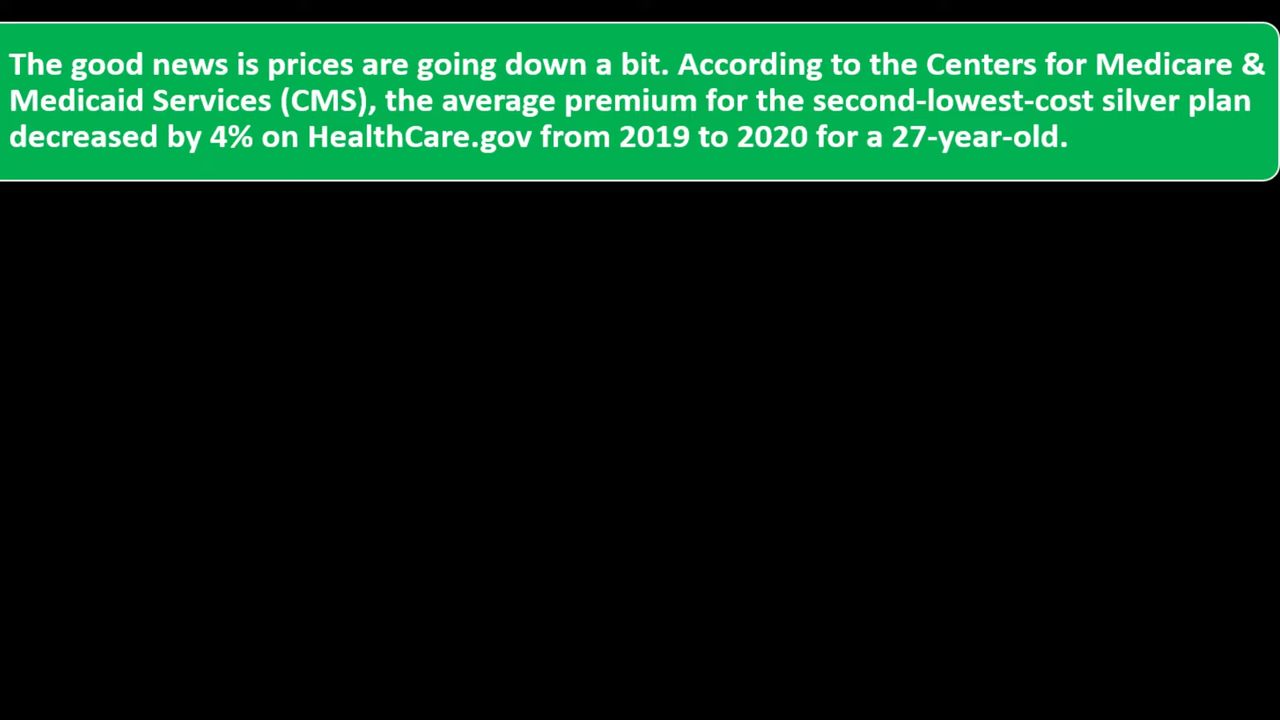 The good news is prices are going down a bit. According to the Centers for Medicare &
Medicaid Services (CMS), the average premium for the second-lowest-cost silver plan
decreased by 4% on HealthCare.gov from 2019 to 2020 for a 27-year-old.